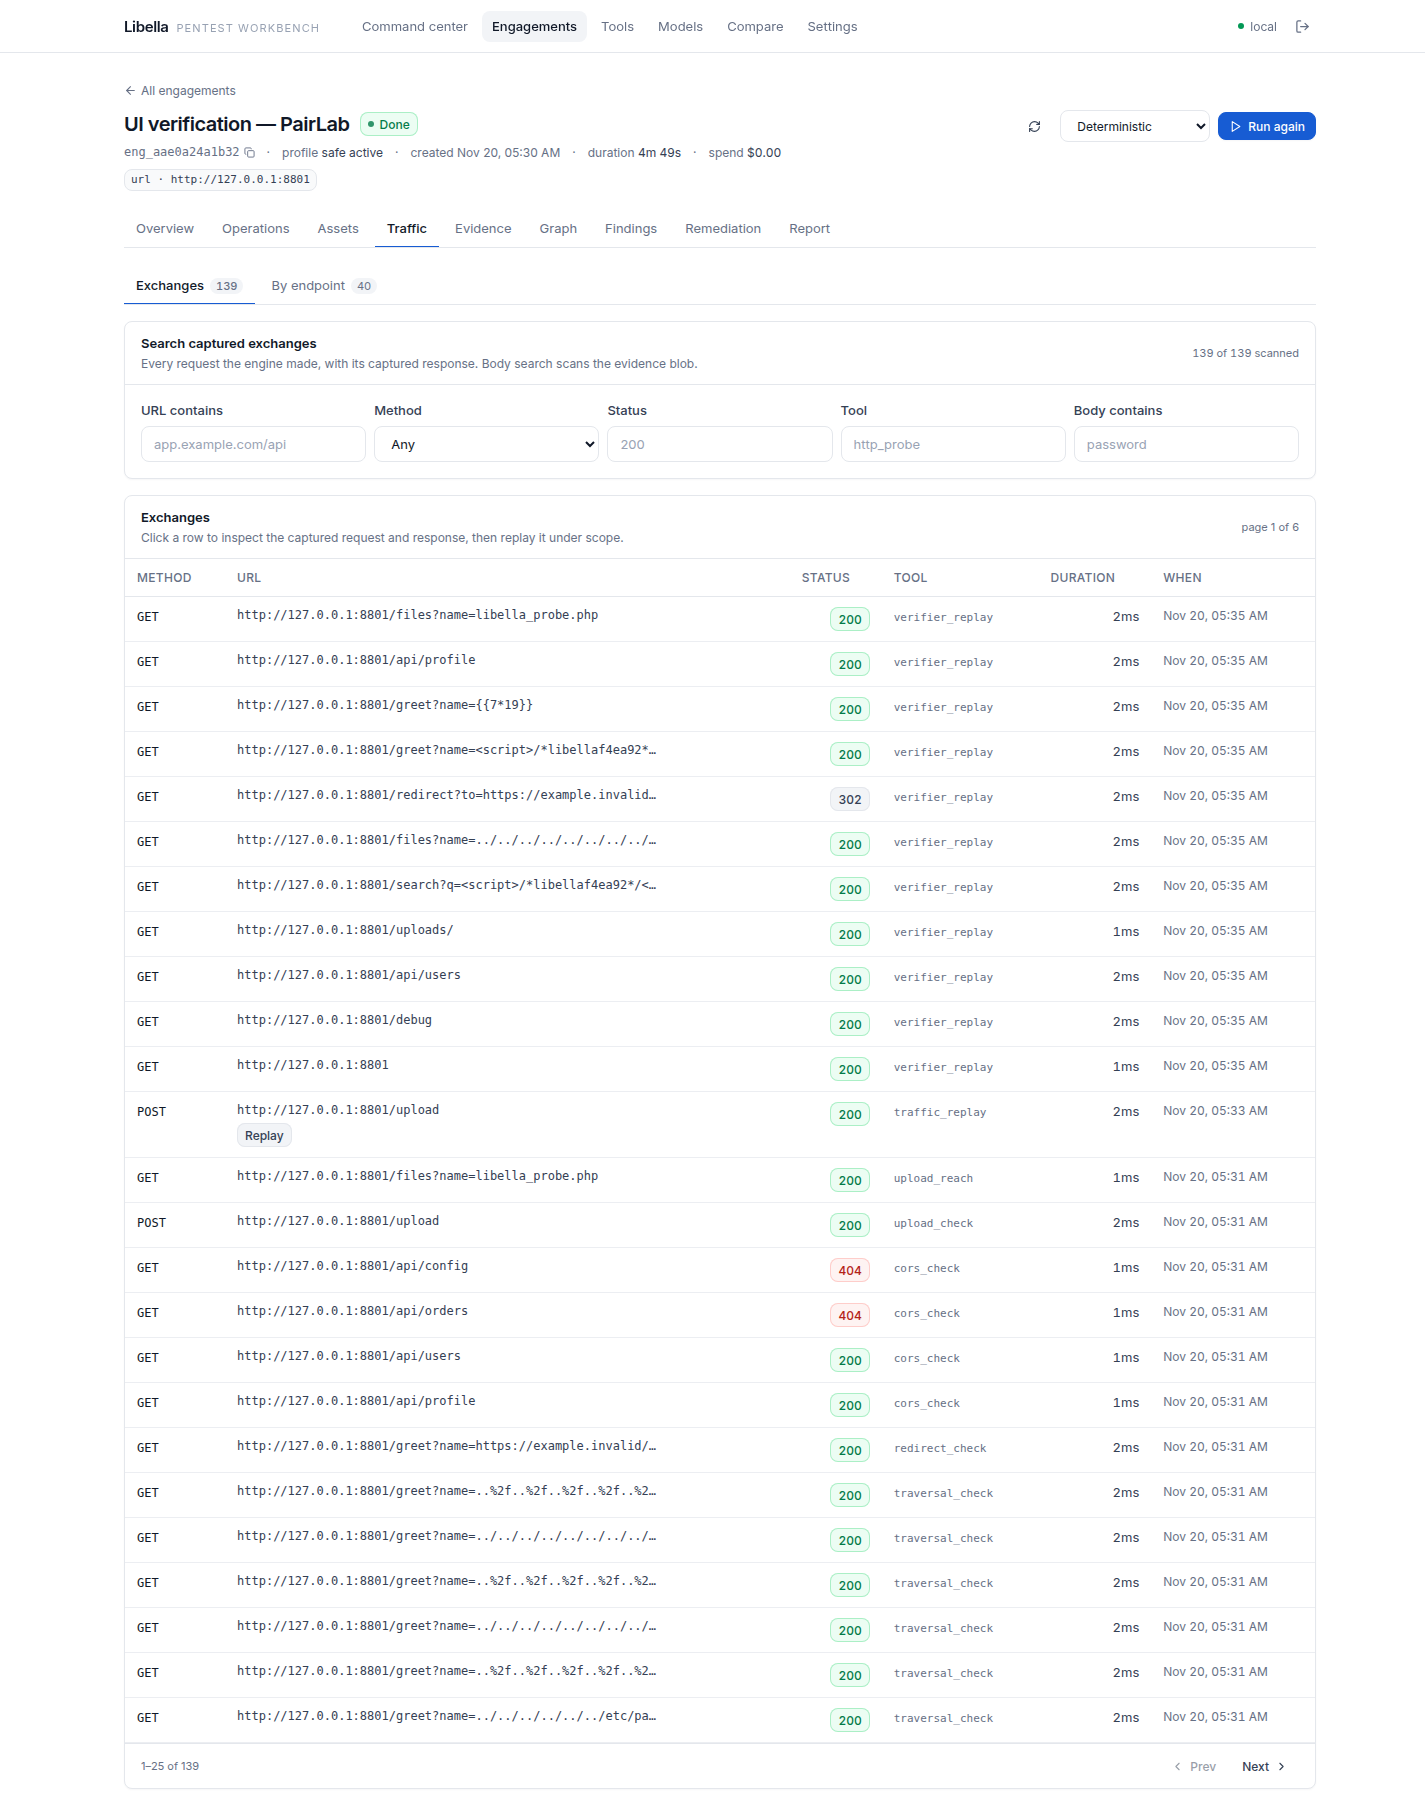 Libella PENTEST WORKBENCH Command center Engagements Tools Models Compare Settings local
All engagements
UI verification — PairLab Done Deterministic Run again
eng_aae0a24a1b32 · profile safe active · created Nov 20, 05:30 AM · duration 4m 49s · spend $0.00
url · http://127.0.0.1:8801
Overview Operations Assets Traffic Evidence Graph Findings Remediation Report
Exchanges 139 By endpoint 40
Search captured exchanges
Every request the engine made, with its captured response. Body search scans the evidence blob.
139 of 139 scanned
URL contains Method Status Tool Body contains
app.example.com/api Any 200 http_probe password
Exchanges
Click a row to inspect the captured request and response, then replay it under scope.
page 1 of 6
METHOD URL STATUS TOOL DURATION WHEN
GET http://127.0.0.1:8801/files?name=libella_probe.php 200 verifier_replay 2ms Nov 20, 05:35 AM
GET http://127.0.0.1:8801/api/profile 200 verifier_replay 2ms Nov 20, 05:35 AM
GET http://127.0.0.1:8801/greet?name={{7*19}} 200 verifier_replay 2ms Nov 20, 05:35 AM
GET http://127.0.0.1:8801/greet?name=<script>/*libellaf4ea92*… 200 verifier_replay 2ms Nov 20, 05:35 AM
GET http://127.0.0.1:8801/redirect?to=https://example.invalid… 302 verifier_replay 2ms Nov 20, 05:35 AM
GET http://127.0.0.1:8801/files?name=../../../../../../../../… 200 verifier_replay 2ms Nov 20, 05:35 AM
GET http://127.0.0.1:8801/search?q=<script>/*libellaf4ea92*/<… 200 verifier_replay 2ms Nov 20, 05:35 AM
GET http://127.0.0.1:8801/uploads/ 200 verifier_replay 1ms Nov 20, 05:35 AM
GET http://127.0.0.1:8801/api/users 200 verifier_replay 2ms Nov 20, 05:35 AM
GET http://127.0.0.1:8801/debug 200 verifier_replay 2ms Nov 20, 05:35 AM
GET http://127.0.0.1:8801 200 verifier_replay 1ms Nov 20, 05:35 AM
POST http://127.0.0.1:8801/upload 200 traffic_replay 2ms Nov 20, 05:33 AM
Replay
GET http://127.0.0.1:8801/files?name=libella_probe.php 200 upload_reach 1ms Nov 20, 05:31 AM
POST http://127.0.0.1:8801/upload 200 upload_check 2ms Nov 20, 05:31 AM
GET http://127.0.0.1:8801/api/config 404 cors_check 1ms Nov 20, 05:31 AM
GET http://127.0.0.1:8801/api/orders 404 cors_check 1ms Nov 20, 05:31 AM
GET http://127.0.0.1:8801/api/users 200 cors_check 1ms Nov 20, 05:31 AM
GET http://127.0.0.1:8801/api/profile 200 cors_check 1ms Nov 20, 05:31 AM
GET http://127.0.0.1:8801/greet?name=https://example.invalid/… 200 redirect_check 2ms Nov 20, 05:31 AM
GET http://127.0.0.1:8801/greet?name=..%2f..%2f..%2f..%2f..%2… 200 traversal_check 2ms Nov 20, 05:31 AM
GET http://127.0.0.1:8801/greet?name=../../../../../../../../… 200 traversal_check 2ms Nov 20, 05:31 AM
GET http://127.0.0.1:8801/greet?name=..%2f..%2f..%2f..%2f..%2… 200 traversal_check 2ms Nov 20, 05:31 AM
GET http://127.0.0.1:8801/greet?name=../../../../../../../../… 200 traversal_check 2ms Nov 20, 05:31 AM
GET http://127.0.0.1:8801/greet?name=..%2f..%2f..%2f..%2f..%2… 200 traversal_check 2ms Nov 20, 05:31 AM
GET http://127.0.0.1:8801/greet?name=../../../../../../etc/pa… 200 traversal_check 2ms Nov 20, 05:31 AM
1–25 of 139 Prev Next